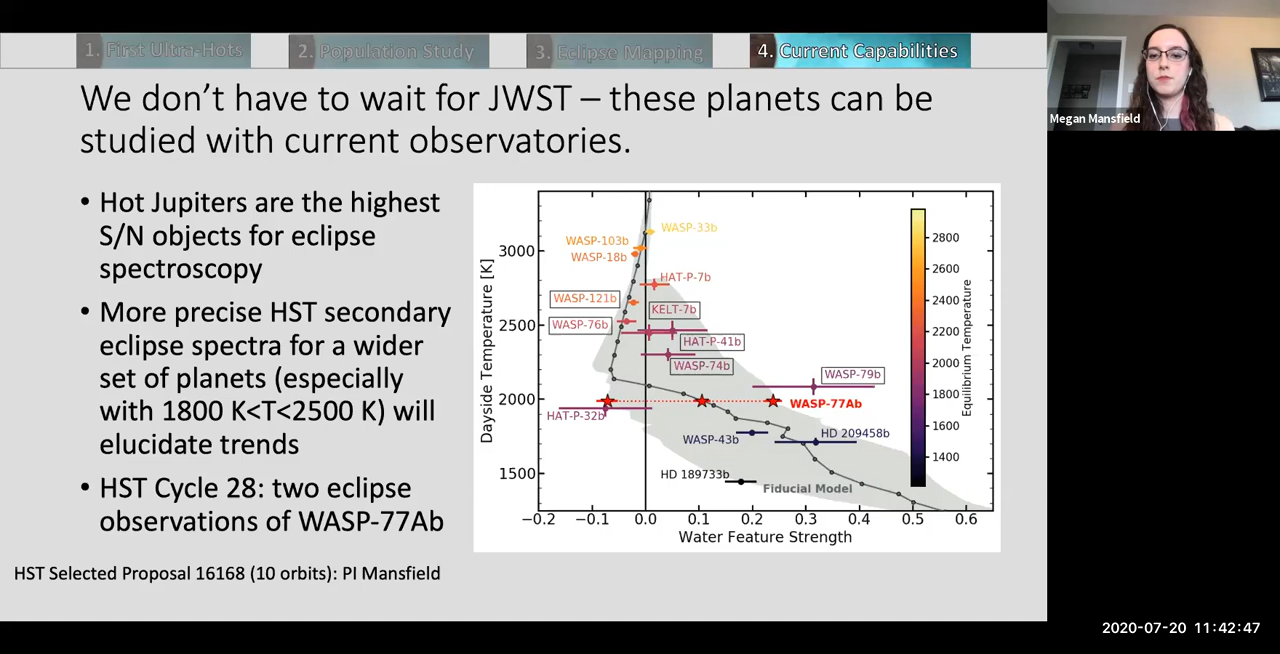 1. First Ultra-Hots
2. Population Study
3. Eclipse Mapping
4. Current Capabilities
We don't have to wait for JWST – these planets can be
studied with current observatories.
• Hot Jupiters are the highest
S/N objects for eclipse
spectroscopy
• More precise HST secondary
eclipse spectra for a wider
set of planets (especially
with 1800 K<T<2500 K) will
elucidate trends
• HST Cycle 28: two eclipse
observations of WASP-77Ab
HST Selected Proposal 16168 (10 orbits): PI Mansfield
Dayside Temperature [K]
3000
2500
2000
1500
WASP-33b
WASP-103b
WASP-18b
HAT-P-7b
WASP-121b
KELT-7b
WASP-76b
HAT-P-41b
WASP-74b
WASP-79b
WASP-77Ab
HAT-P-32b
WASP-43b
HD 209458b
HD 189733b
Fiducial Model
−0.2 −0.1 0.0 0.1 0.2 0.3 0.4 0.5 0.6
Water Feature Strength
2800
2600
2400
2200
2000
1800
1600
1400
Equilibrium Temperature
Megan Mansfield
2020-07-20 11:42:47